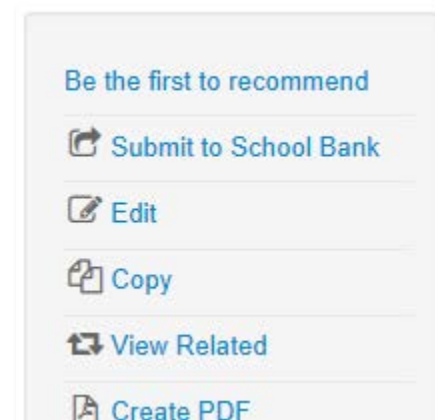 Be the first to recommend
Submit to School Bank
Edit
Copy
View Related
Create PDF